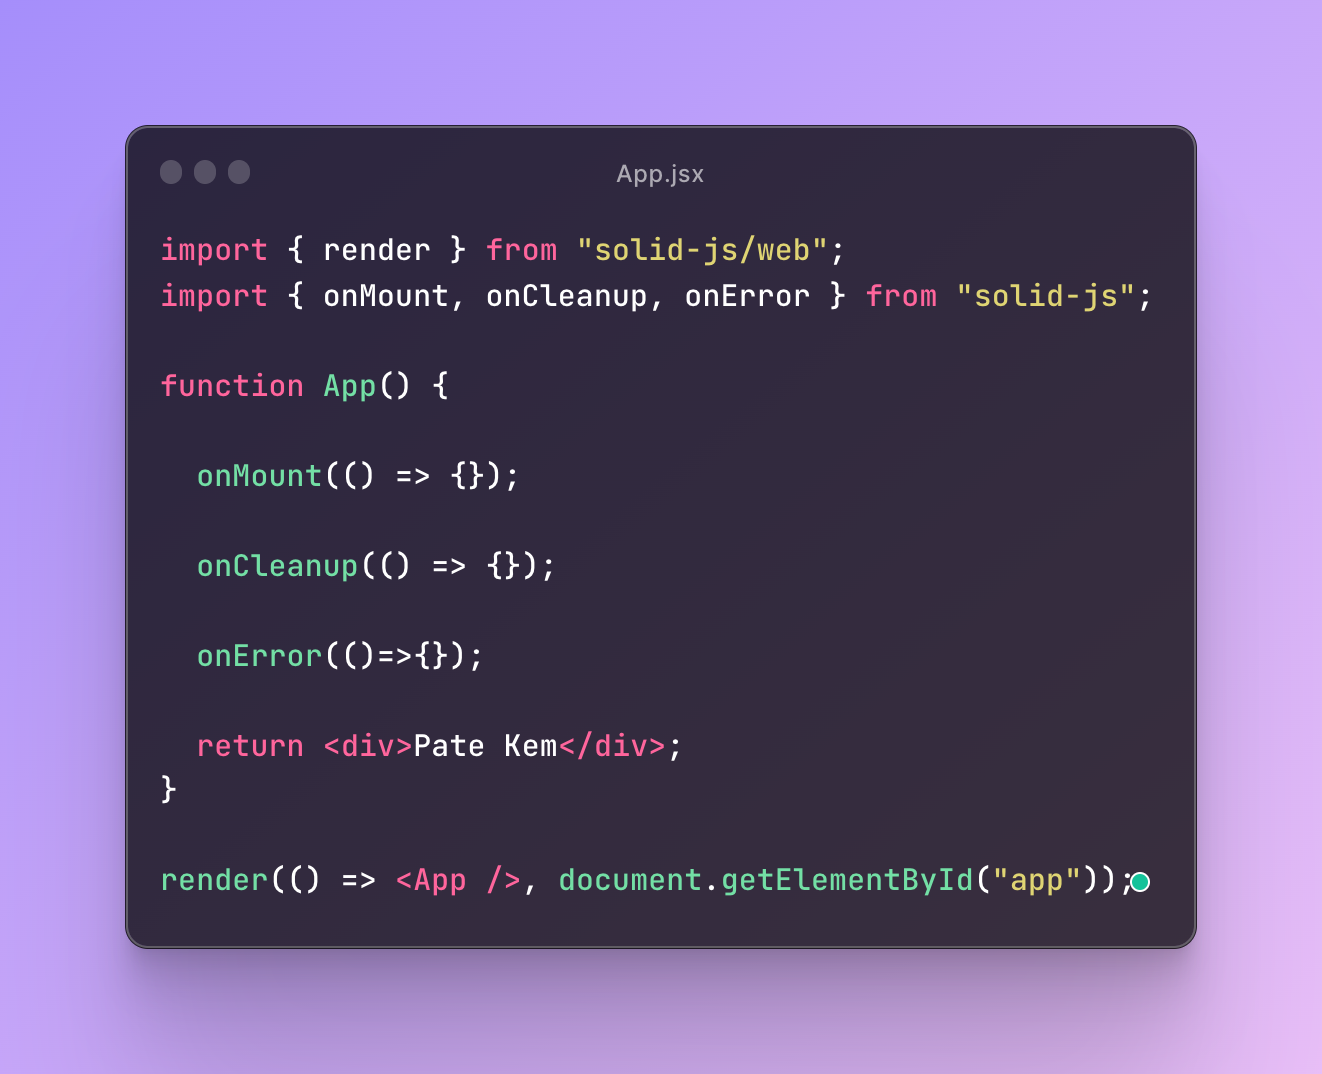 App.jsx
import { render } from "solid-js/web";
import { onMount, onCleanup, onError } from "solid-js";
function App() {
  onMount(() => {});
  onCleanup(() => {});
  onError(()=>{});
  return <div>Pate Kem</div>;
}
render(() => <App />, document.getElementById("app"));